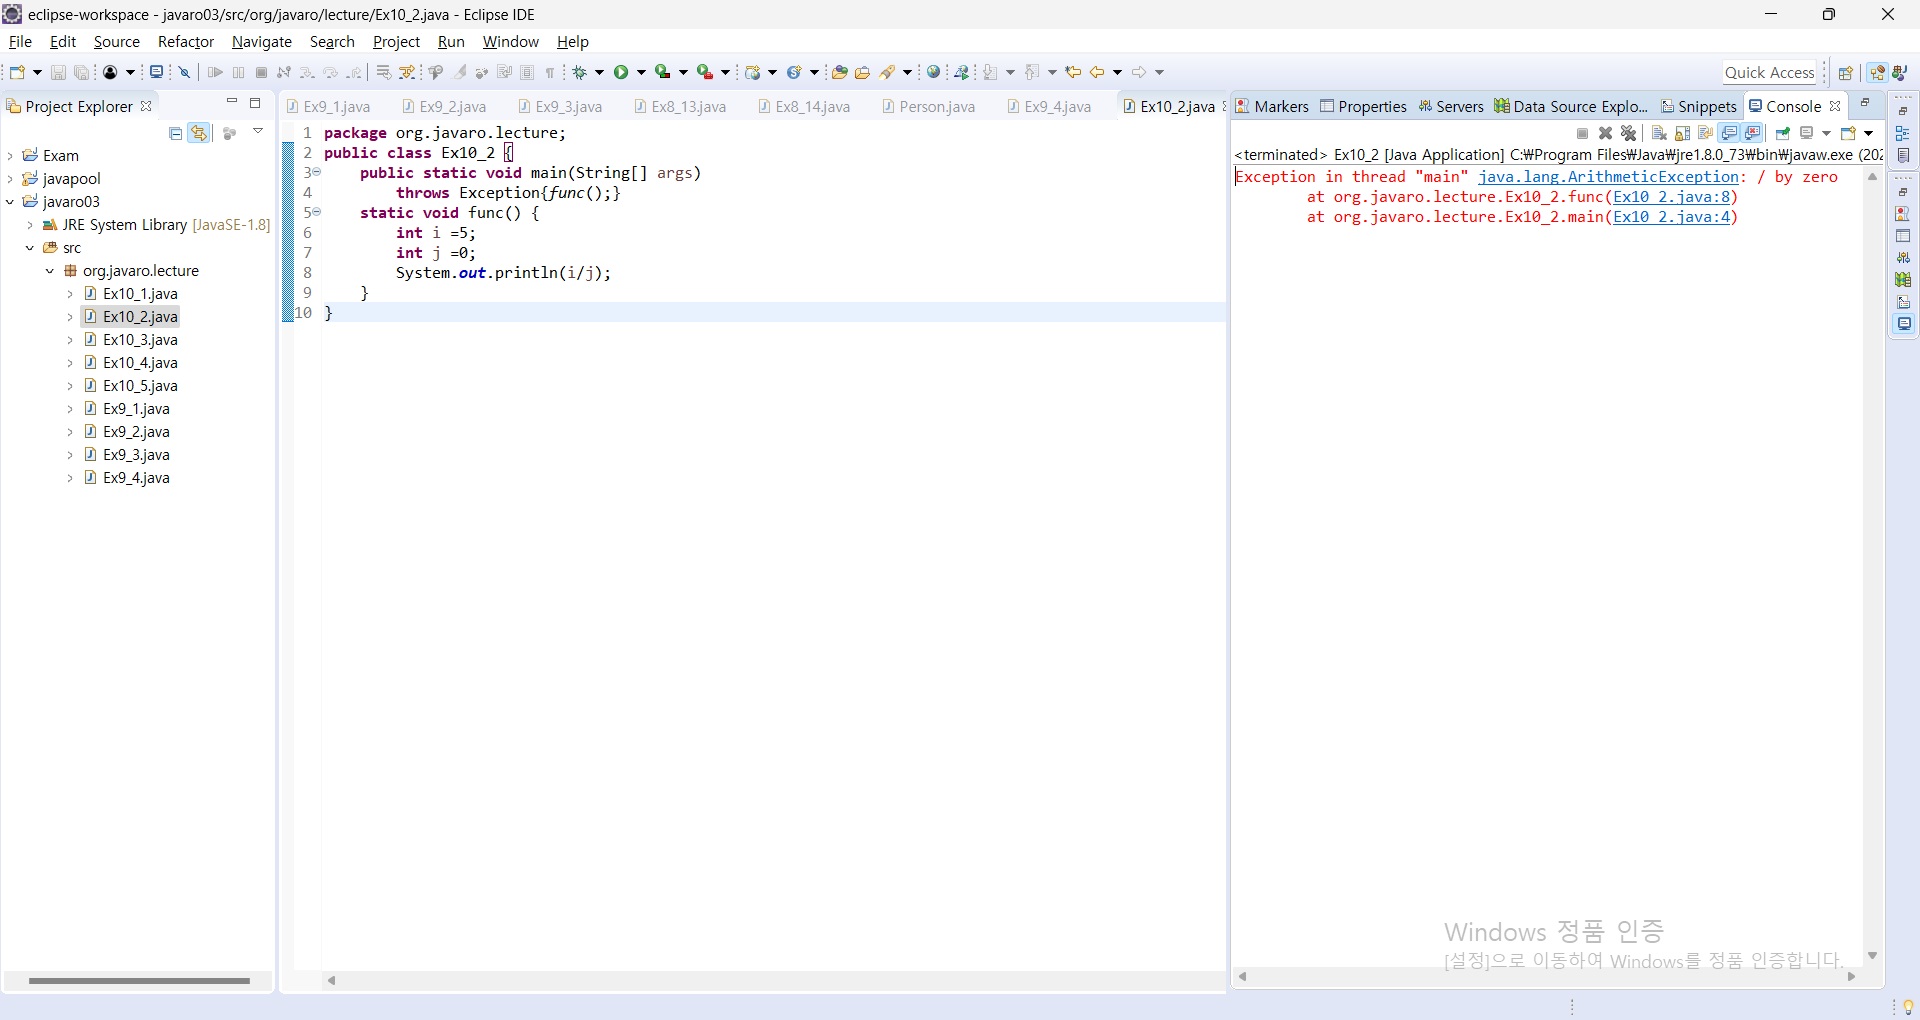 eclipse-workspace - javaro03/src/org/javaro/lecture/Ex10_2.java - Eclipse IDE
File Edit Source Refactor Navigate Search Project Run Window Help
Quick Access
Project Explorer
Exam
javapool
javaro03
JRE System Library [JavaSE-1.8]
src
org.javaro.lecture
Ex10_1.java
Ex10_2.java
Ex10_3.java
Ex10_4.java
Ex10_5.java
Ex9_1.java
Ex9_2.java
Ex9_3.java
Ex9_4.java
Ex9_1.java Ex9_2.java Ex9_3.java Ex8_13.java Ex8_14.java Person.java Ex9_4.java Ex10_2.java
1 package org.javaro.lecture;
2 public class Ex10_2 {
3 public static void main(String[] args)
4 throws Exception{func();}
5 static void func() {
6 int i =5;
7 int j =0;
8 System.out.println(i/j);
9 }
10 }
Markers Properties Servers Data Source Explo... Snippets Console
<terminated> Ex10_2 [Java Application] C:₩Program Files₩Java₩jre1.8.0_73₩bin₩javaw.exe (202
Exception in thread "main" java.lang.ArithmeticException: / by zero
at org.javaro.lecture.Ex10_2.func(Ex10_2.java:8)
at org.javaro.lecture.Ex10_2.main(Ex10_2.java:4)
Windows 정품 인증
[설정]으로 이동하여 Windows를 정품 인증합니다.